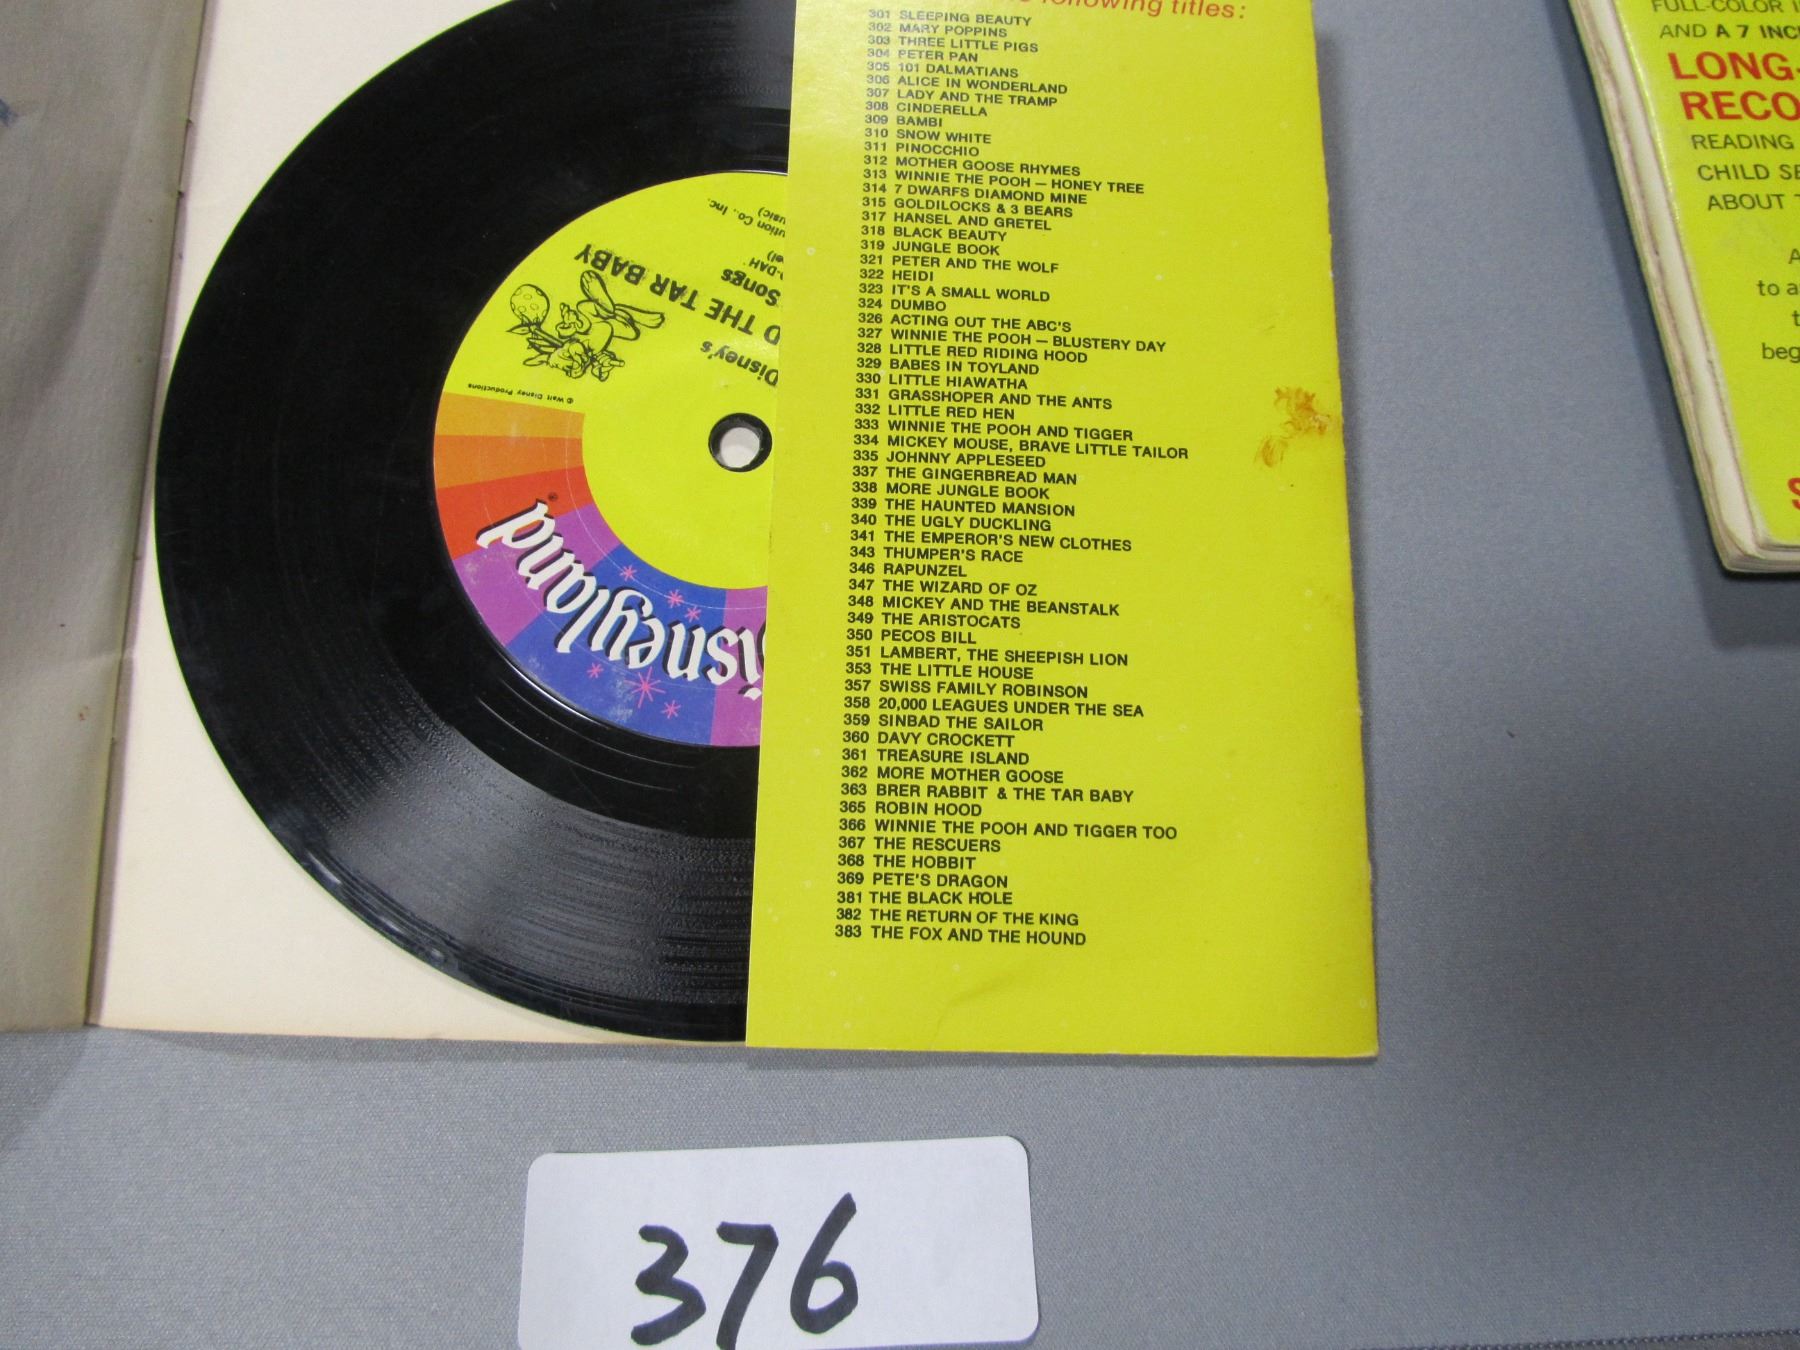 following titles:
301 SLEEPING BEAUTY
302 MARY POPPINS
303 THREE LITTLE PIGS
304 PETER PAN
305 101 DALMATIANS
306 ALICE IN WONDERLAND
307 LADY AND THE TRAMP
308 CINDERELLA
309 BAMBI
310 SNOW WHITE
311 PINOCCHIO
312 MOTHER GOOSE RHYMES
313 WINNIE THE POOH – HONEY TREE
314 7 DWARFS DIAMOND MINE
315 GOLDILOCKS & 3 BEARS
317 HANSEL AND GRETEL
318 BLACK BEAUTY
319 JUNGLE BOOK
321 PETER AND THE WOLF
322 HEIDI
323 IT'S A SMALL WORLD
324 DUMBO
326 ACTING OUT THE ABC'S
327 WINNIE THE POOH – BLUSTERY DAY
328 LITTLE RED RIDING HOOD
329 BABES IN TOYLAND
330 LITTLE HIAWATHA
331 GRASSHOPER AND THE ANTS
332 LITTLE RED HEN
333 WINNIE THE POOH AND TIGGER
334 MICKEY MOUSE, BRAVE LITTLE TAILOR
335 JOHNNY APPLESEED
337 THE GINGERBREAD MAN
338 MORE JUNGLE BOOK
339 THE HAUNTED MANSION
340 THE UGLY DUCKLING
341 THE EMPEROR'S NEW CLOTHES
343 THUMPER'S RACE
346 RAPUNZEL
347 THE WIZARD OF OZ
348 MICKEY AND THE BEANSTALK
349 THE ARISTOCATS
350 PECOS BILL
351 LAMBERT, THE SHEEPISH LION
353 THE LITTLE HOUSE
357 SWISS FAMILY ROBINSON
358 20,000 LEAGUES UNDER THE SEA
359 SINBAD THE SAILOR
360 DAVY CROCKETT
361 TREASURE ISLAND
362 MORE MOTHER GOOSE
363 BRER RABBIT & THE TAR BABY
365 ROBIN HOOD
366 WINNIE THE POOH AND TIGGER TOO
367 THE RESCUERS
368 THE HOBBIT
369 PETE'S DRAGON
381 THE BLACK HOLE
382 THE RETURN OF THE KING
383 THE FOX AND THE HOUND
isneyland®
© Walt Disney Productions
Disney's
D THE TAR BABY
Songs
-DAH
ution Co., Inc.
usic)
FULL-COLOR
AND A 7 INC
LONG-
RECO
READING
CHILD SE
ABOUT
to a
beg
S
376